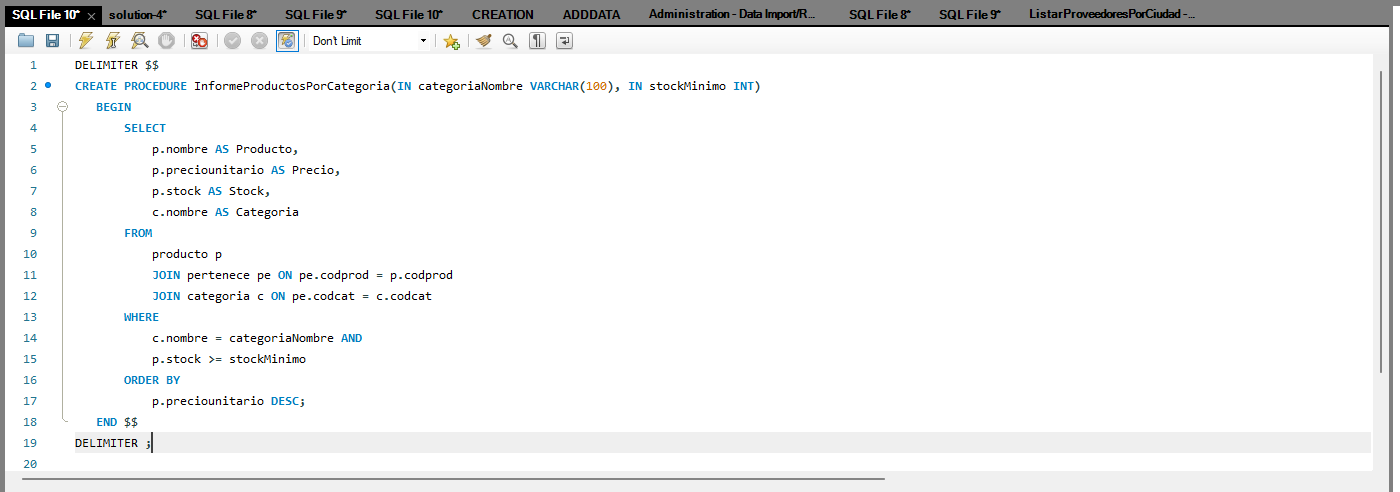 SQL File 10* × solution-4* SQL File 8* SQL File 9* SQL File 10* CREATION ADDDATA Administration - Data Import/R... SQL File 8* SQL File 9* ListarProveedoresPorCiudad -...
Don't Limit
1 DELIMITER $$
2 CREATE PROCEDURE InformeProductosPorCategoria(IN categoriaNombre VARCHAR(100), IN stockMinimo INT)
3 BEGIN
4 SELECT
5 p.nombre AS Producto,
6 p.preciounitario AS Precio,
7 p.stock AS Stock,
8 c.nombre AS Categoria
9 FROM
10 producto p
11 JOIN pertenece pe ON pe.codprod = p.codprod
12 JOIN categoria c ON pe.codcat = c.codcat
13 WHERE
14 c.nombre = categoriaNombre AND
15 p.stock >= stockMinimo
16 ORDER BY
17 p.preciounitario DESC;
18 END $$
19 DELIMITER ;
20